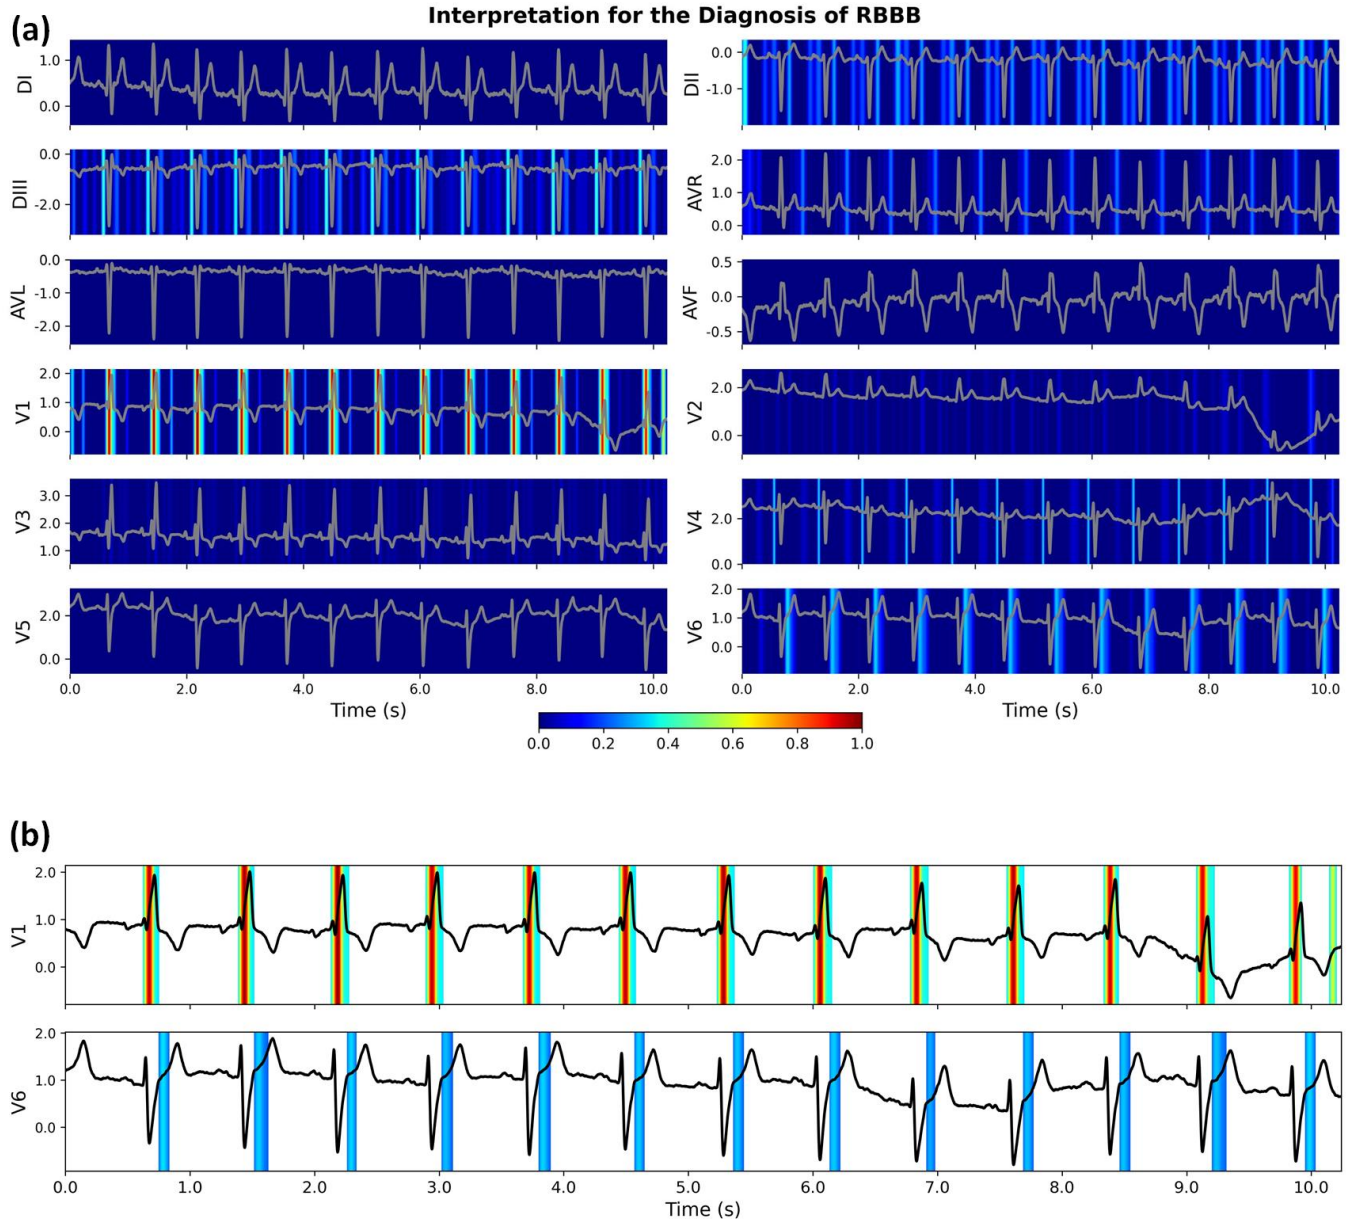 Interpretation for the Diagnosis of RBBB
(a)
DI
1.0
0.0
DII
0.0
-1.0
DIII
0.0
-2.0
AVR
2.0
1.0
0.0
AVL
0.0
-1.0
-2.0
AVF
0.5
0.0
-0.5
V1
2.0
1.0
0.0
V2
2.0
0.0
V3
3.0
2.0
1.0
V4
2.0
0.0
V5
2.0
0.0
V6
2.0
1.0
0.0
0.0 2.0 4.0 6.0 8.0 10.0
Time (s)
0.0 2.0 4.0 6.0 8.0 10.0
Time (s)
0.0 0.2 0.4 0.6 0.8 1.0
(b)
V1
2.0
1.0
0.0
V6
2.0
1.0
0.0
0.0 1.0 2.0 3.0 4.0 5.0 6.0 7.0 8.0 9.0 10.0
Time (s)